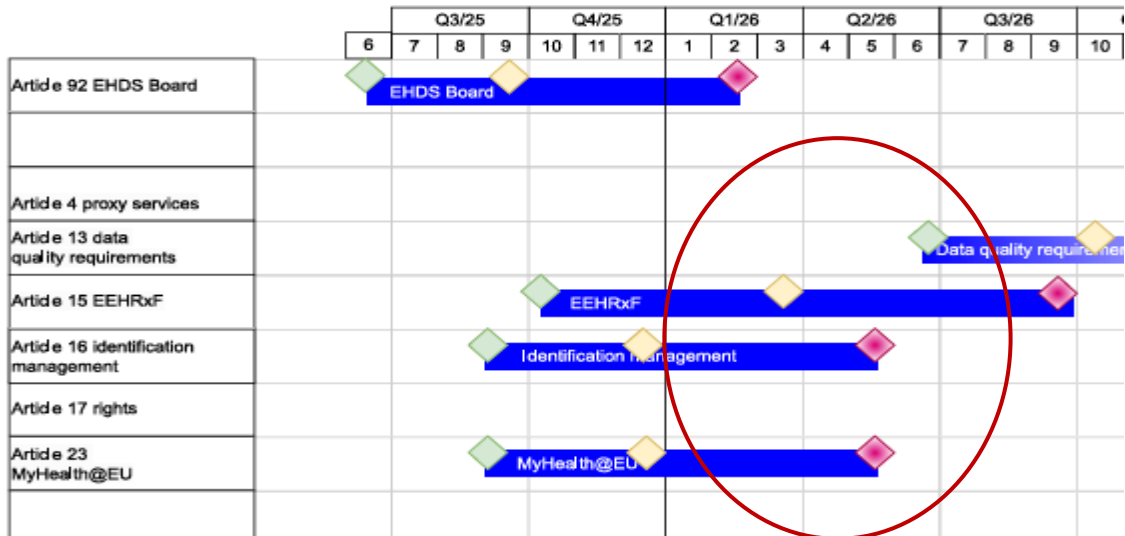 Q3/25 Q4/25 Q1/26 Q2/26 Q3/26
6 7 8 9 10 11 12 1 2 3 4 5 6 7 8 9 10
Article 92 EHDS Board
EHDS Board
Article 4 proxy services
Article 13 data
quality requirements
Data quality
Article 15 EEHRxF
EEHRxF
Article 16 identification
management
Identification management
Article 17 rights
Article 23
MyHealth@EU
MyHealth@EU